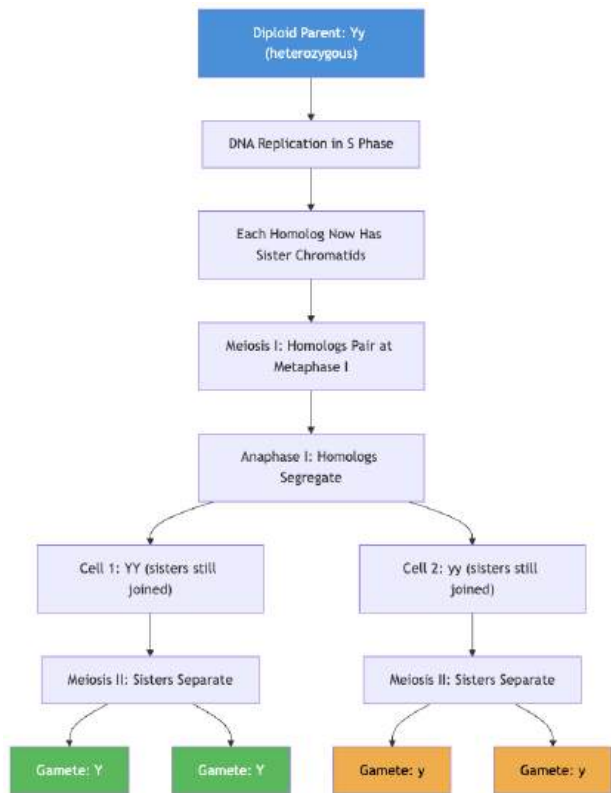 Diploid Parent: Yy
(heterozygous)
DNA Replication in S Phase
Each Homolog Now Has
Sister Chromatids
Meiosis I: Homologs Pair at
Metaphase I
Anaphase I: Homologs
Segregate
Cell 1: YY (sisters still
joined)
Cell 2: yy (sisters still
joined)
Meiosis II: Sisters Separate
Meiosis II: Sisters Separate
Gamete: Y
Gamete: Y
Gamete: y
Gamete: y